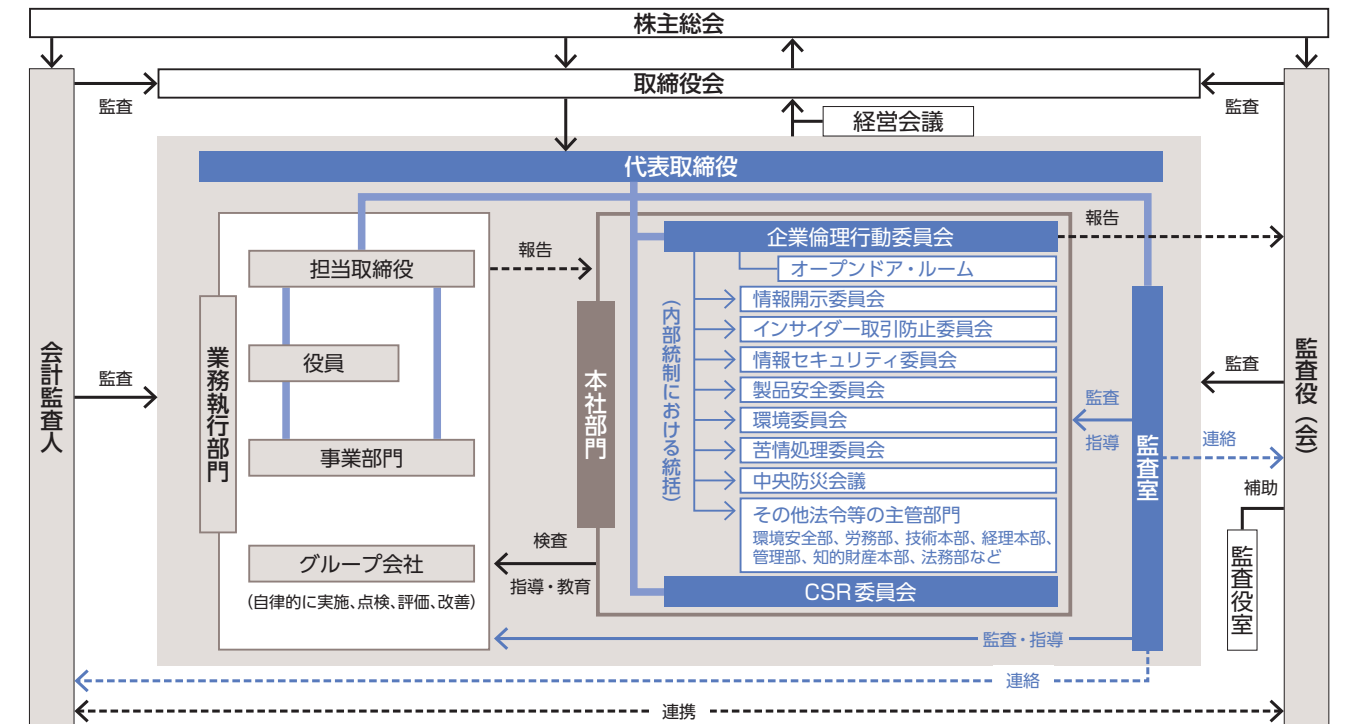 株主総会
取締役会
監査
監査
経営会議
代表取締役
会計監査人
監査
業務執行部門
担当取締役
役員
事業部門
グループ会社
(自律的に実施、点検、評価、改善)
報告
検査
指導・教育
本社部門
(内部統制における統括)
企業倫理行動委員会
オープンドア・ルーム
情報開示委員会
インサイダー取引防止委員会
情報セキュリティ委員会
製品安全委員会
環境委員会
苦情処理委員会
中央防災会議
その他法令等の主管部門
環境安全部、労務部、技術本部、経理本部、
管理部、知的財産本部、法務部など
CSR委員会
報告
監査
指導
監査室
監査
連絡
補助
監査役(会)
監査役室
監査・指導
連絡
連携